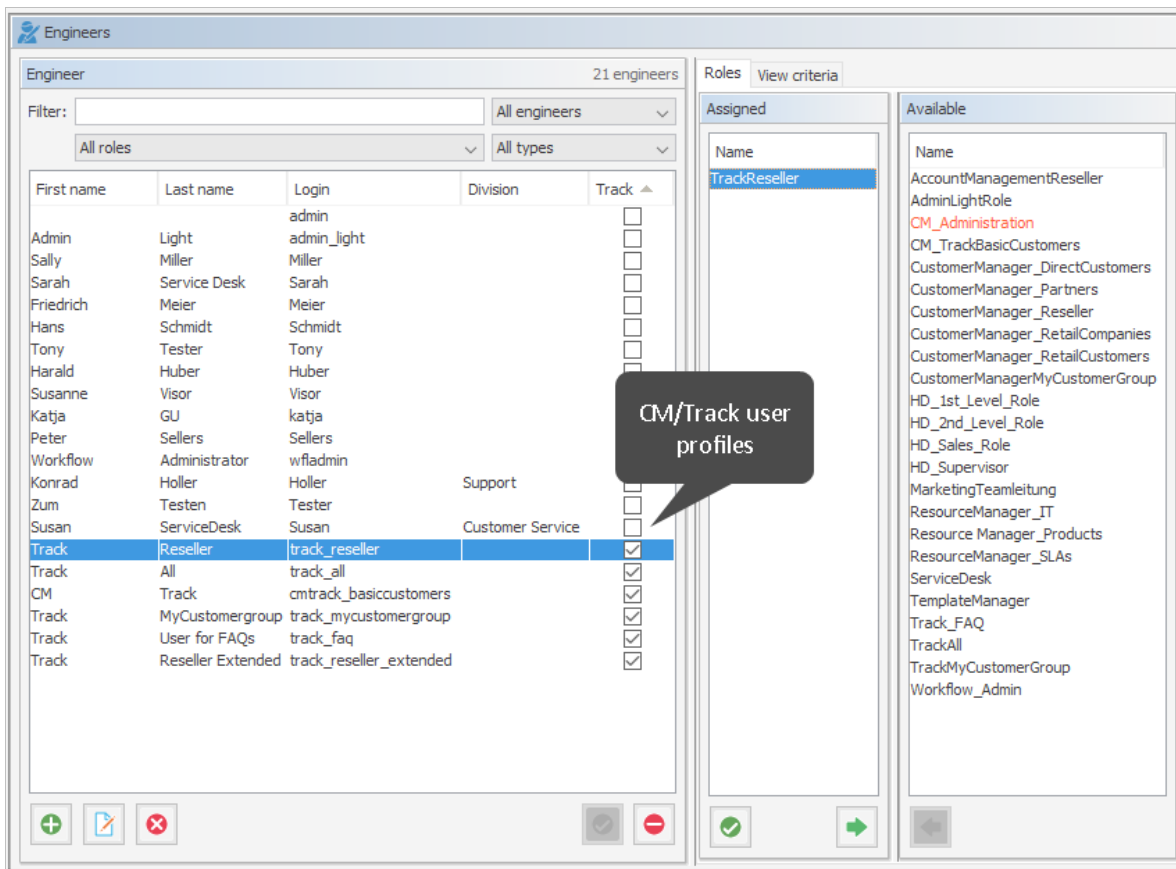 Engineers
Engineer 21 engineers
Filter: All engineers
All roles All types
First name Last name Login Division Track
admin
Admin Light admin_light
Sally Miller Miller
Sarah Service Desk Sarah
Friedrich Meier Meier
Hans Schmidt Schmidt
Tony Tester Tony
Harald Huber Huber
Susanne Visor Visor
Katja GU katja
Peter Sellers Sellers
Workflow Administrator wfladmin
Konrad Holler Holler Support
Zum Testen Tester
Susan ServiceDesk Susan Customer Service
Track Reseller track_reseller
Track All track_all
CM Track cmtrack_basiccustomers
Track MyCustomergroup track_mycustomergroup
Track User for FAQs track_faq
Track Reseller Extended track_reseller_extended
CM/Track user
profiles
Roles View criteria
Assigned
Name
TrackReseller
Available
Name
AccountManagementReseller
AdminLightRole
CM_Administration
CM_TrackBasicCustomers
CustomerManager_DirectCustomers
CustomerManager_Partners
CustomerManager_Reseller
CustomerManager_RetailCompanies
CustomerManager_RetailCustomers
CustomerManagerMyCustomerGroup
HD_1st_Level_Role
HD_2nd_Level_Role
HD_Sales_Role
HD_Supervisor
MarketingTeamleitung
ResourceManager_IT
Resource Manager_Products
ResourceManager_SLAs
ServiceDesk
TemplateManager
Track_FAQ
TrackAll
TrackMyCustomerGroup
Workflow_Admin